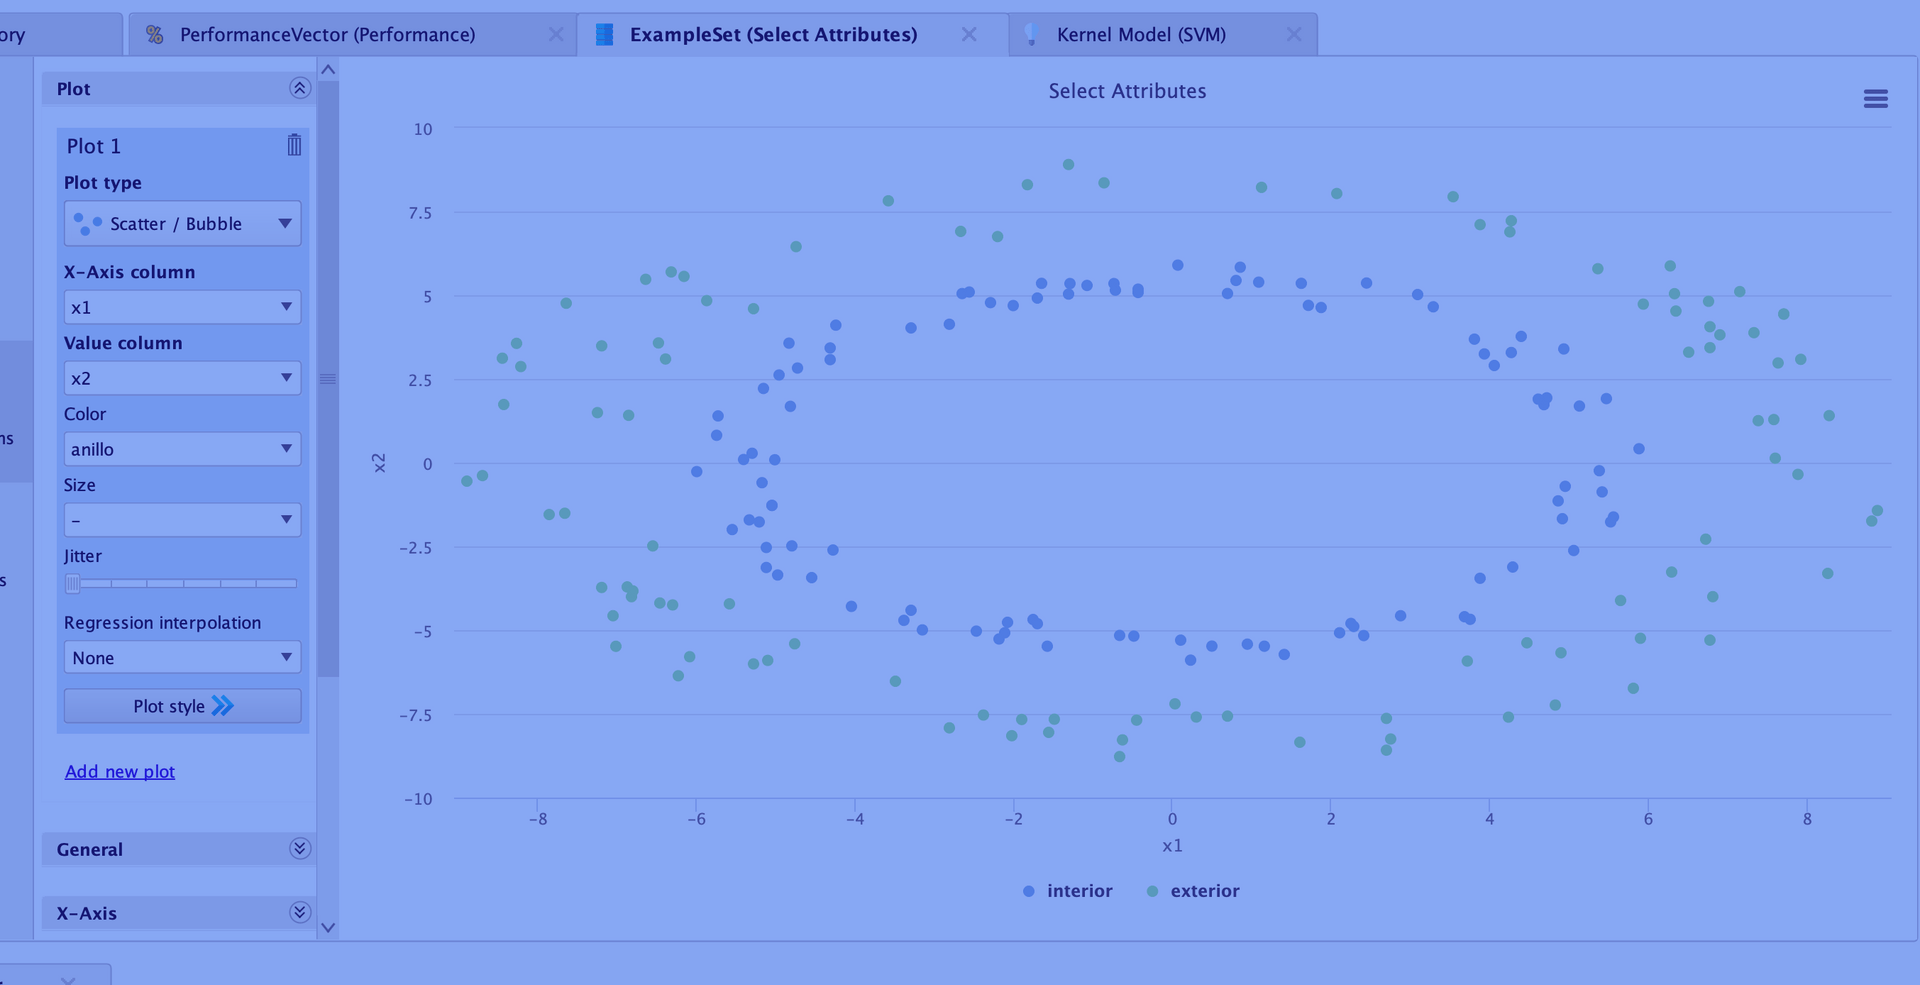 ory
PerformanceVector (Performance)
ExampleSet (Select Attributes)
Kernel Model (SVM)
Plot
Plot 1
Plot type
Scatter / Bubble
X-Axis column
x1
Value column
x2
Color
anillo
Size
–
Jitter
Regression interpolation
None
Plot style
Add new plot
General
X-Axis
ns
s
Select Attributes
10
7.5
5
2.5
0
−2.5
−5
−7.5
−10
x2
−8 −6 −4 −2 0 2 4 6 8
x1
interior exterior